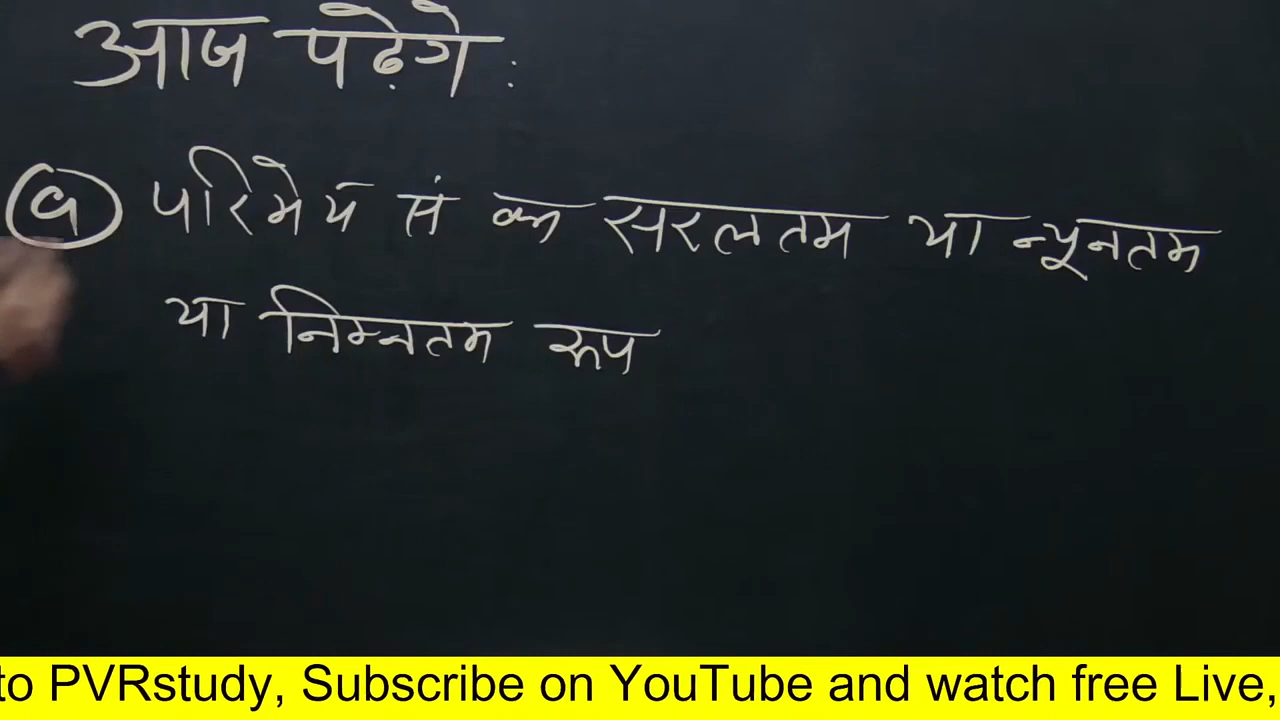 आज पढ़ेगे :
a परिमेय सं का सरलतम या न्यूनतम
या निम्नतम रूप
to PVRstudy, Subscribe on YouTube and watch free Live,